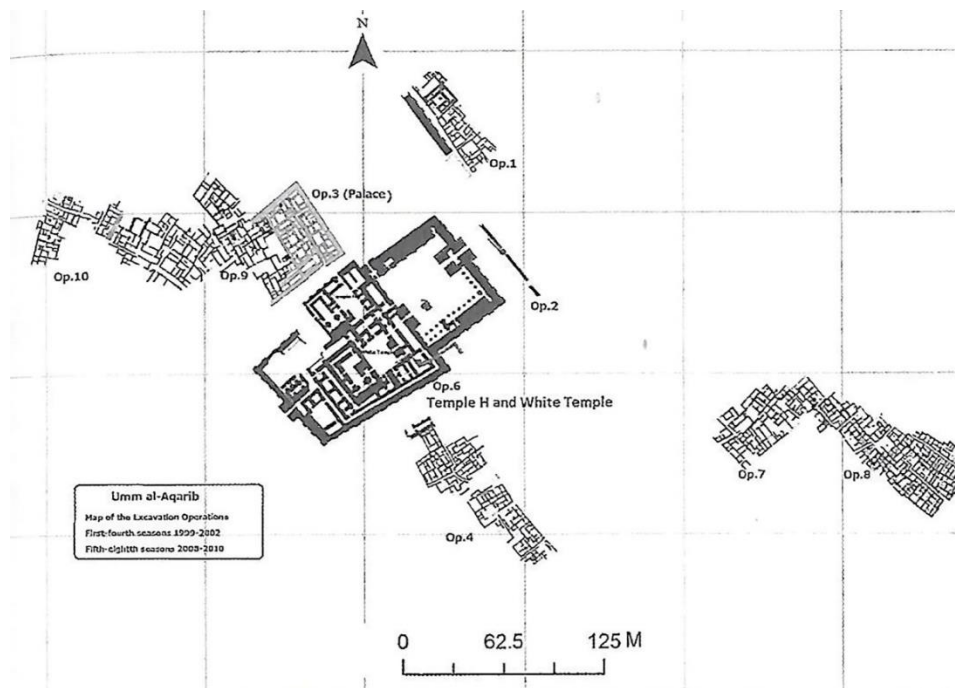 N
Op.1
Op.3 (Palace)
Op.10
Op.9
Op.2
Op.6
Temple H and White Temple
Op.7
Op.8
Op.4
Umm al-Aqarib
Map of the Excavation Operations
First-fourth seasons 1999-2002
Fifth-eighth seasons 2008-2010
0 62.5 125 M